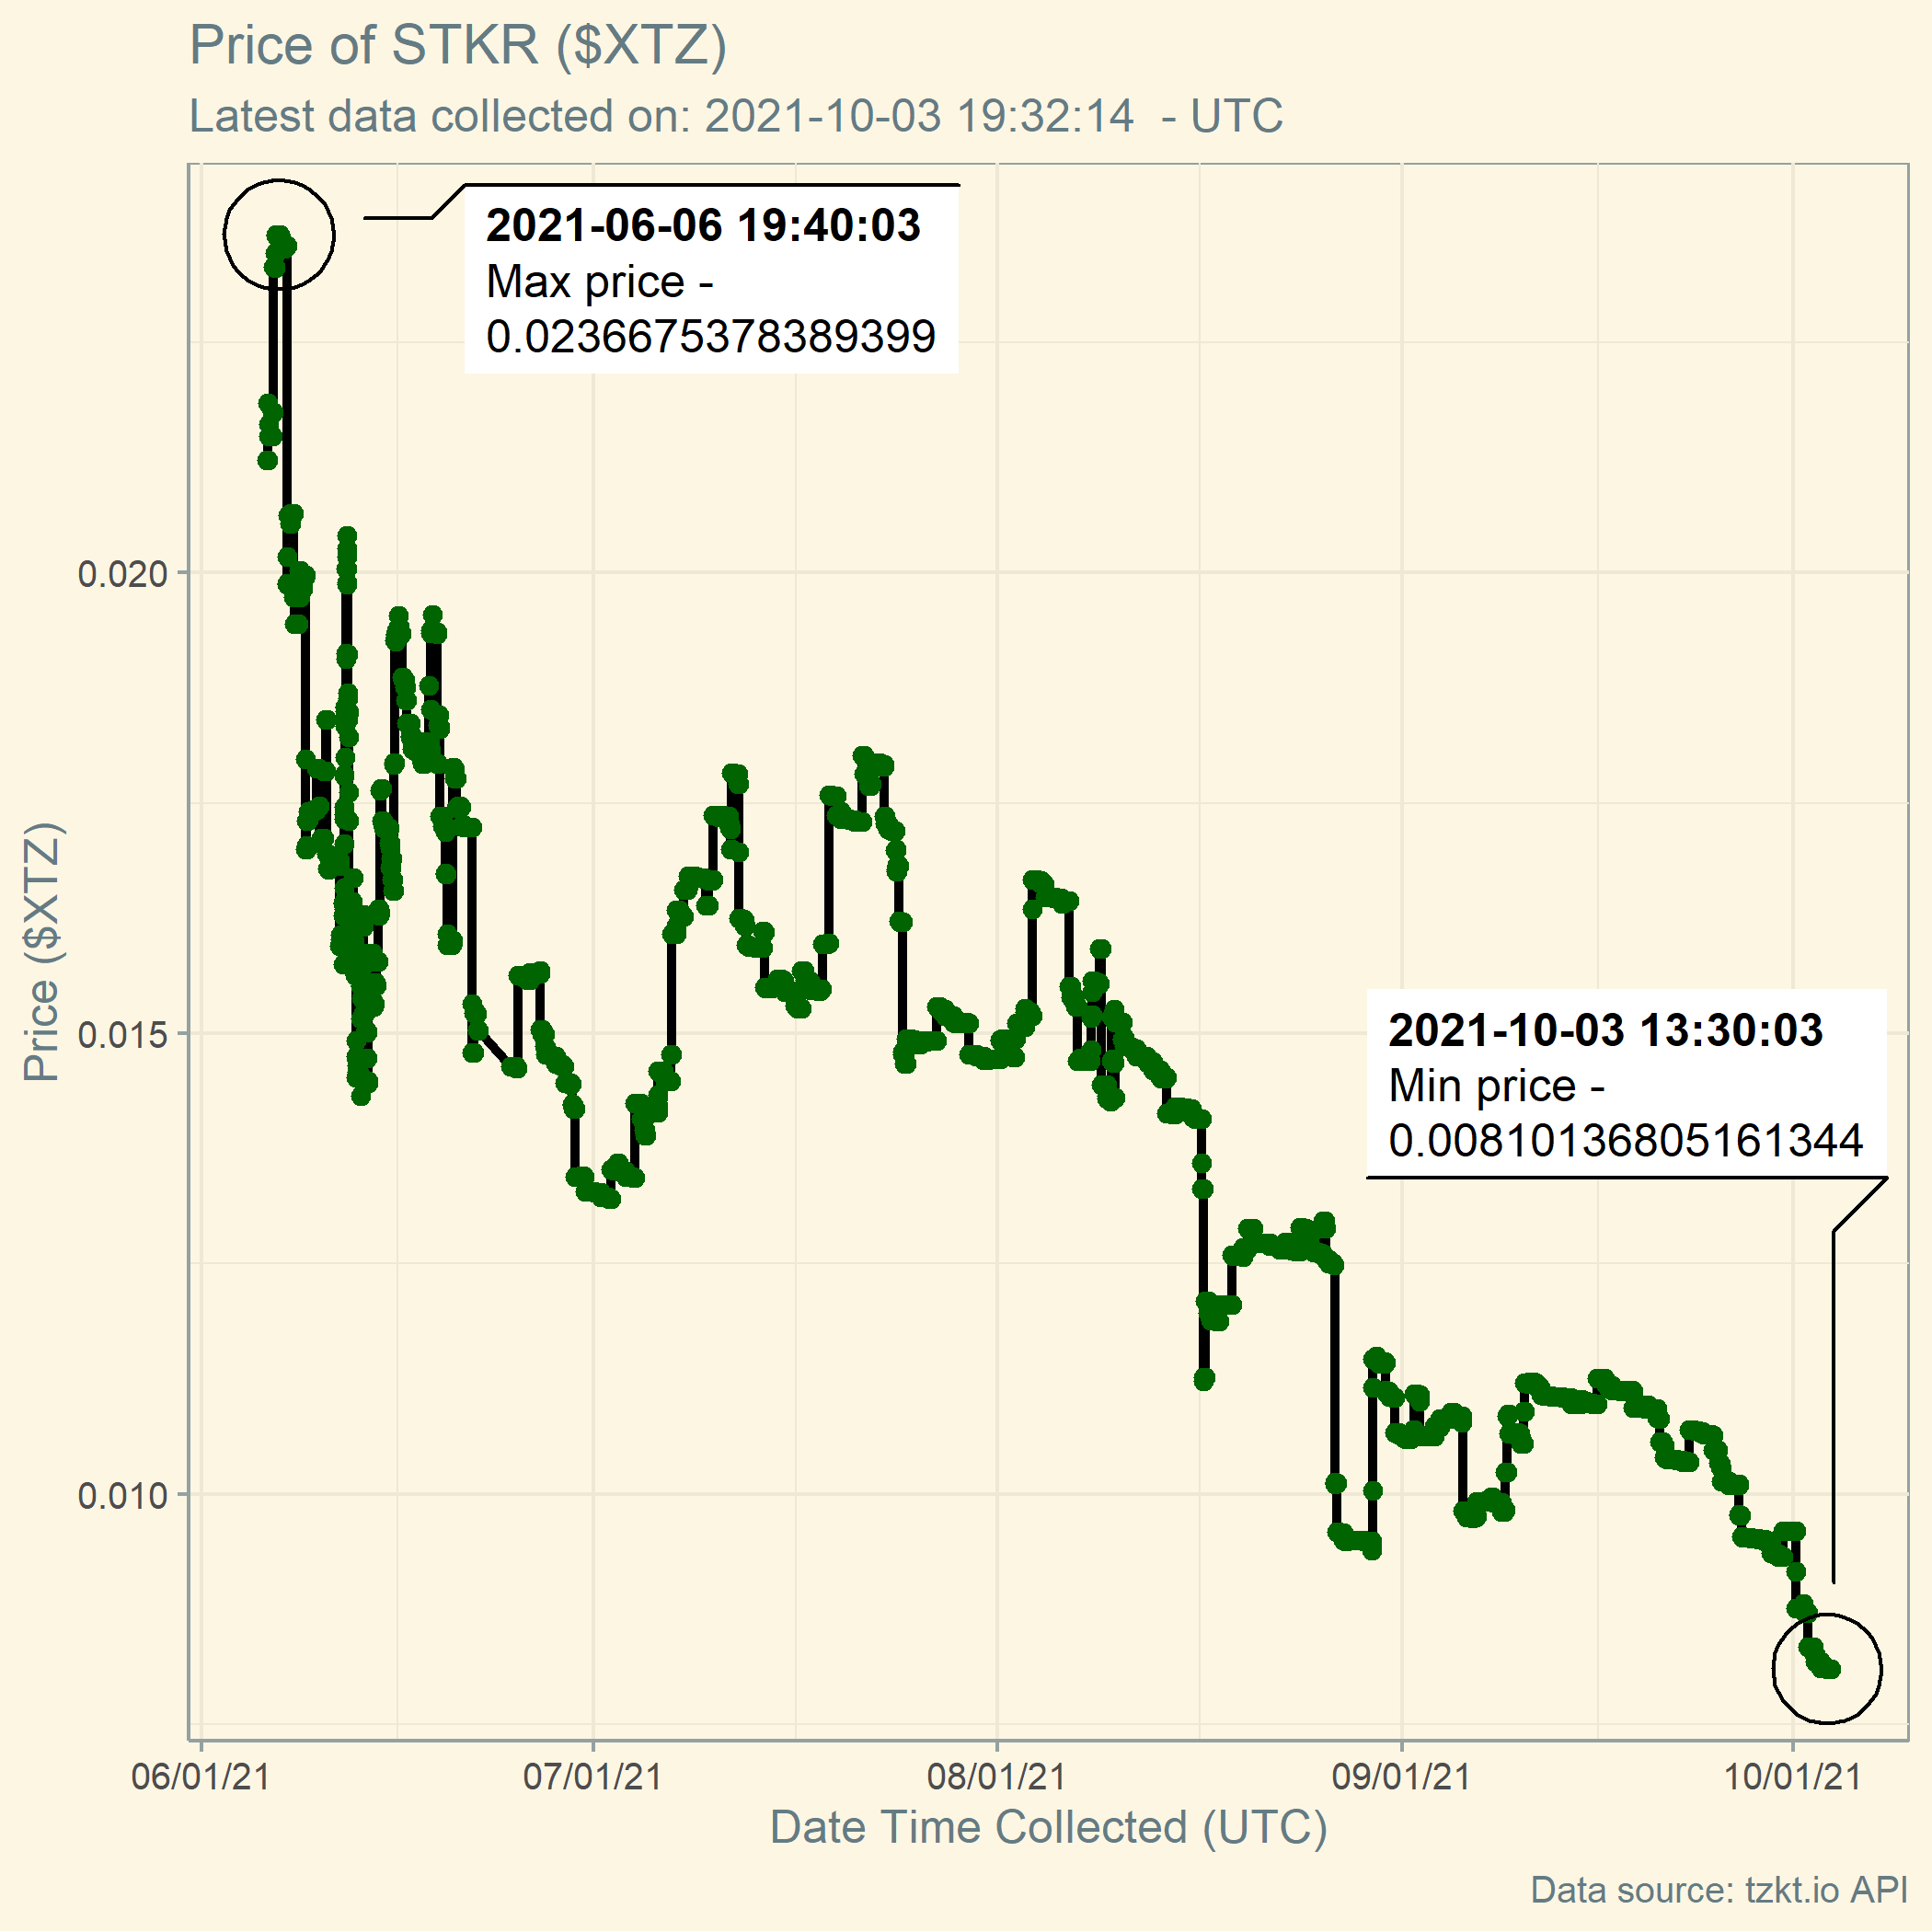 Price of STKR ($XTZ)
Latest data collected on: 2021-10-03 19:32:14 - UTC
2021-06-06 19:40:03
Max price -
0.0236675378389399
0.020
0.015
0.010
Price ($XTZ)
2021-10-03 13:30:03
Min price -
0.00810136805161344
06/01/21
07/01/21
08/01/21
09/01/21
10/01/21
Date Time Collected (UTC)
Data source: tzkt.io API